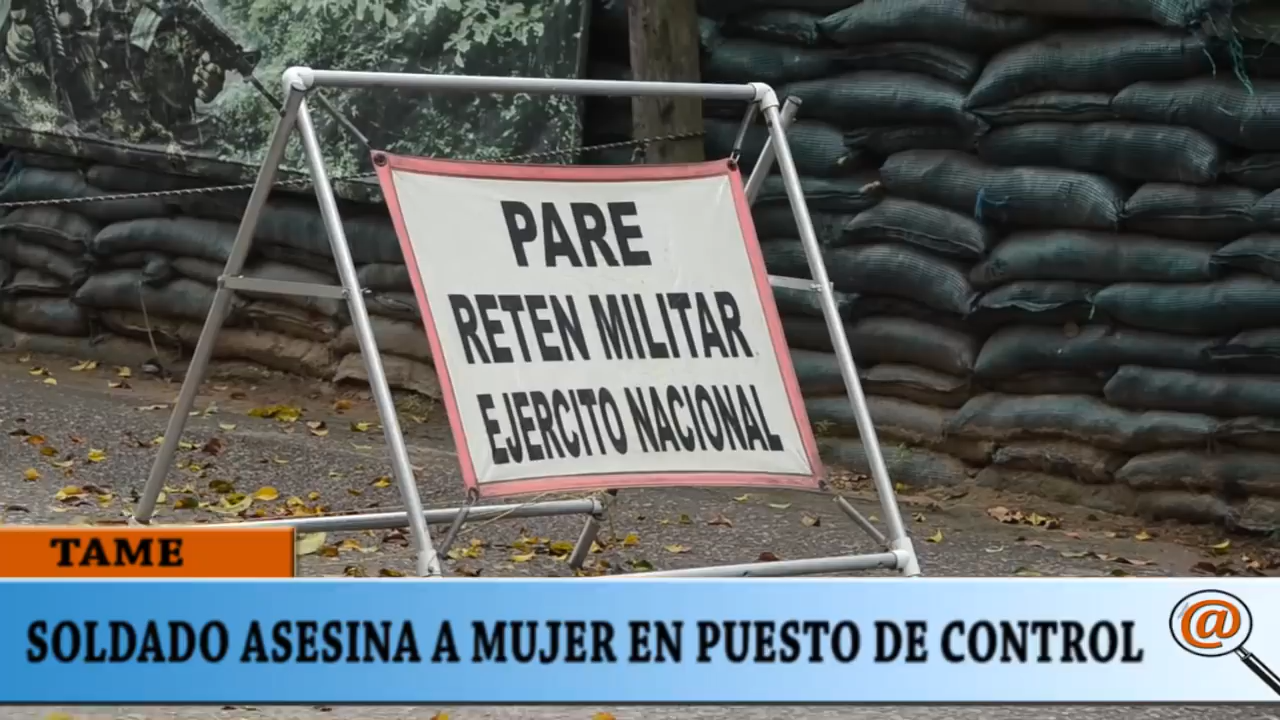 PARE
RETEN MILITAR
EJERCITO NACIONAL
TAME
SOLDADO ASESINA A MUJER EN PUESTO DE CONTROL
@